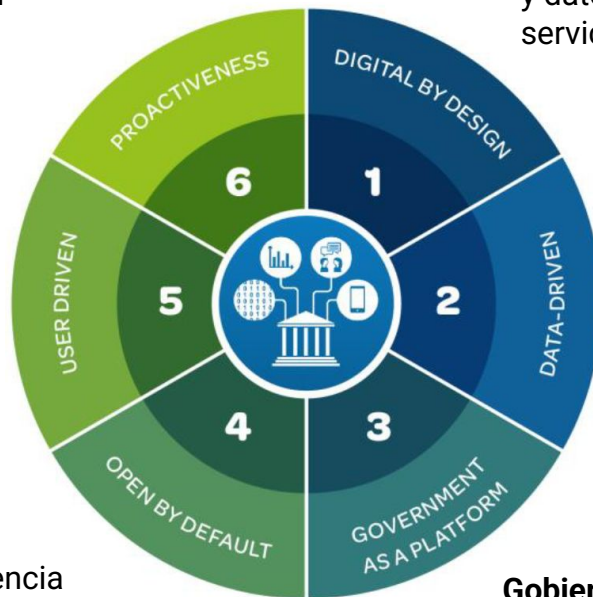 servic
PROACTIVENESS
DIGITAL BY DESIGN
6
1
USER DRIVEN
5
2
DATA-DRIVEN
4
3
OPEN BY DEFAULT
GOVERNMENT
AS A PLATFORM
encia
Gobier